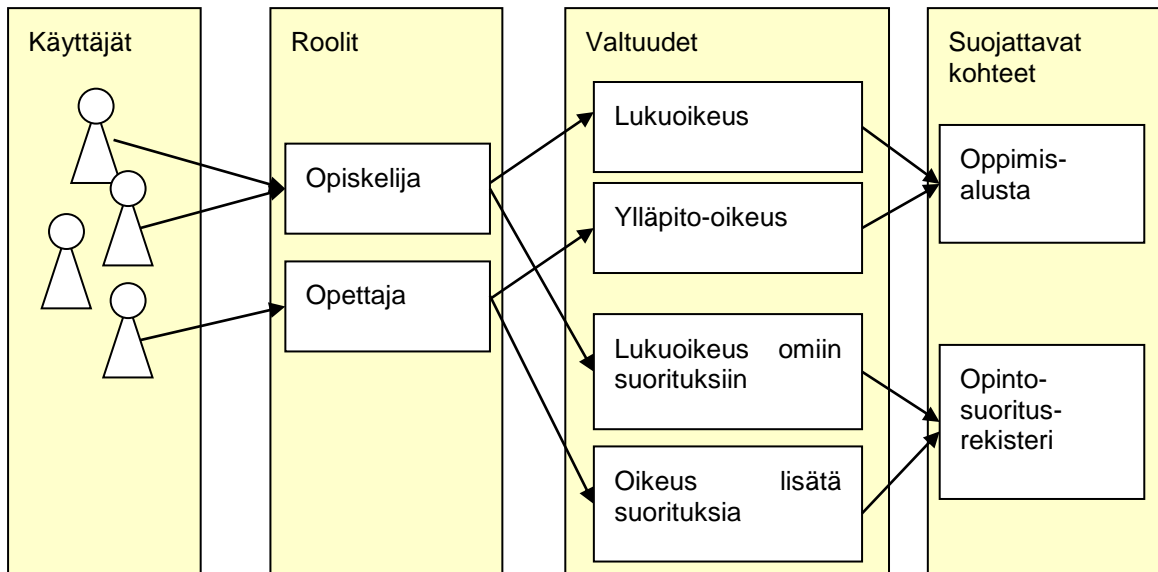 Käyttäjät
Roolit
Valtuudet
Suojattavat
kohteet
Opiskelija
Opettaja
Lukuoikeus
Ylläpito-oikeus
Lukuoikeus omiin
suorituksiin
Oikeus lisätä
suorituksia
Oppimis-
alusta
Opinto-
suoritus-
rekisteri